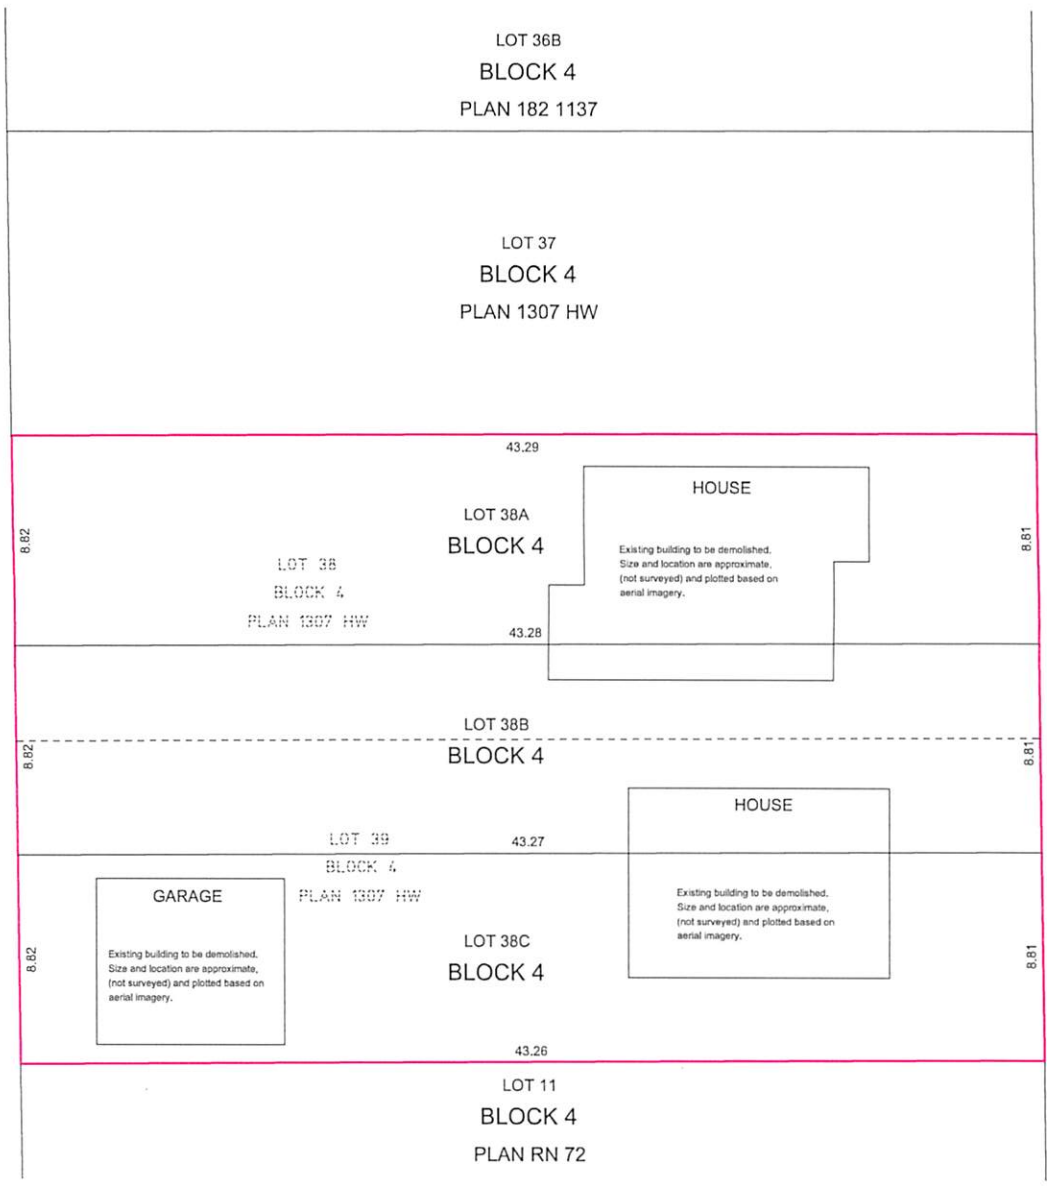 LOT 36B
BLOCK 4
PLAN 182 1137
LOT 37
BLOCK 4
PLAN 1307 HW
43.29
HOUSE
LOT 38A
BLOCK 4
8.82
8.81
Existing building to be demolished.
Size and location are approximate,
(not surveyed) and plotted based on
aerial imagery.
LOT 38
BLOCK 4
PLAN 1307 HW
43.28
LOT 38B
BLOCK 4
8.82
8.81
HOUSE
LOT 39
BLOCK 4
PLAN 1307 HW
43.27
GARAGE
Existing building to be demolished.
Size and location are approximate,
(not surveyed) and plotted based on
aerial imagery.
Existing building to be demolished.
Size and location are approximate,
(not surveyed) and plotted based on
aerial imagery.
LOT 38C
BLOCK 4
8.82
8.81
43.26
LOT 11
BLOCK 4
PLAN RN 72